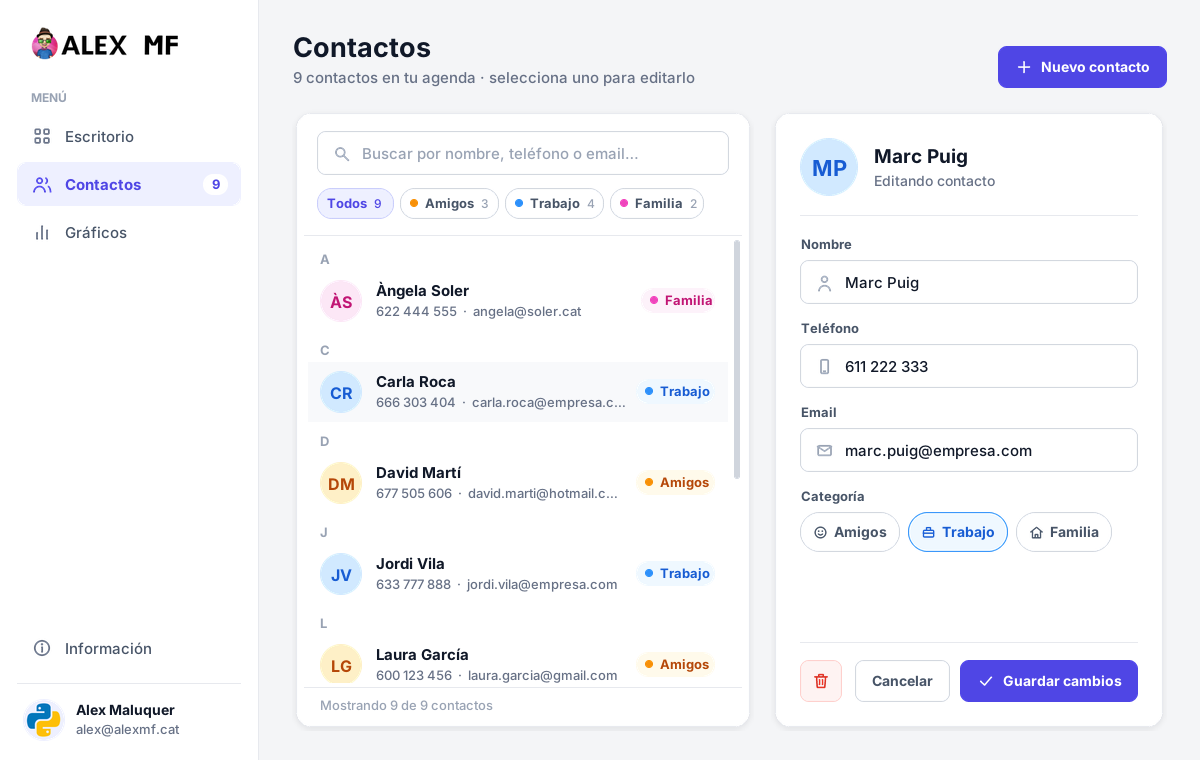 ALEX MF
MENÚ
Escritorio
Contactos 9
Gráficos
Información
Alex Maluquer
alex@alexmf.cat
Contactos
9 contactos en tu agenda · selecciona uno para editarlo
Nuevo contacto
Buscar por nombre, teléfono o email...
Todos 9 Amigos 3 Trabajo 4 Familia 2
A
ÀS Àngela Soler Familia
622 444 555 · angela@soler.cat
C
CR Carla Roca Trabajo
666 303 404 · carla.roca@empresa.c...
D
DM David Martí Amigos
677 505 606 · david.marti@hotmail.c...
J
JV Jordi Vila Trabajo
633 777 888 · jordi.vila@empresa.com
L
LG Laura García Amigos
600 123 456 · laura.garcia@gmail.com
Mostrando 9 de 9 contactos
MP Marc Puig
Editando contacto
Nombre
Marc Puig
Teléfono
611 222 333
Email
marc.puig@empresa.com
Categoría
Amigos Trabajo Familia
Cancelar Guardar cambios